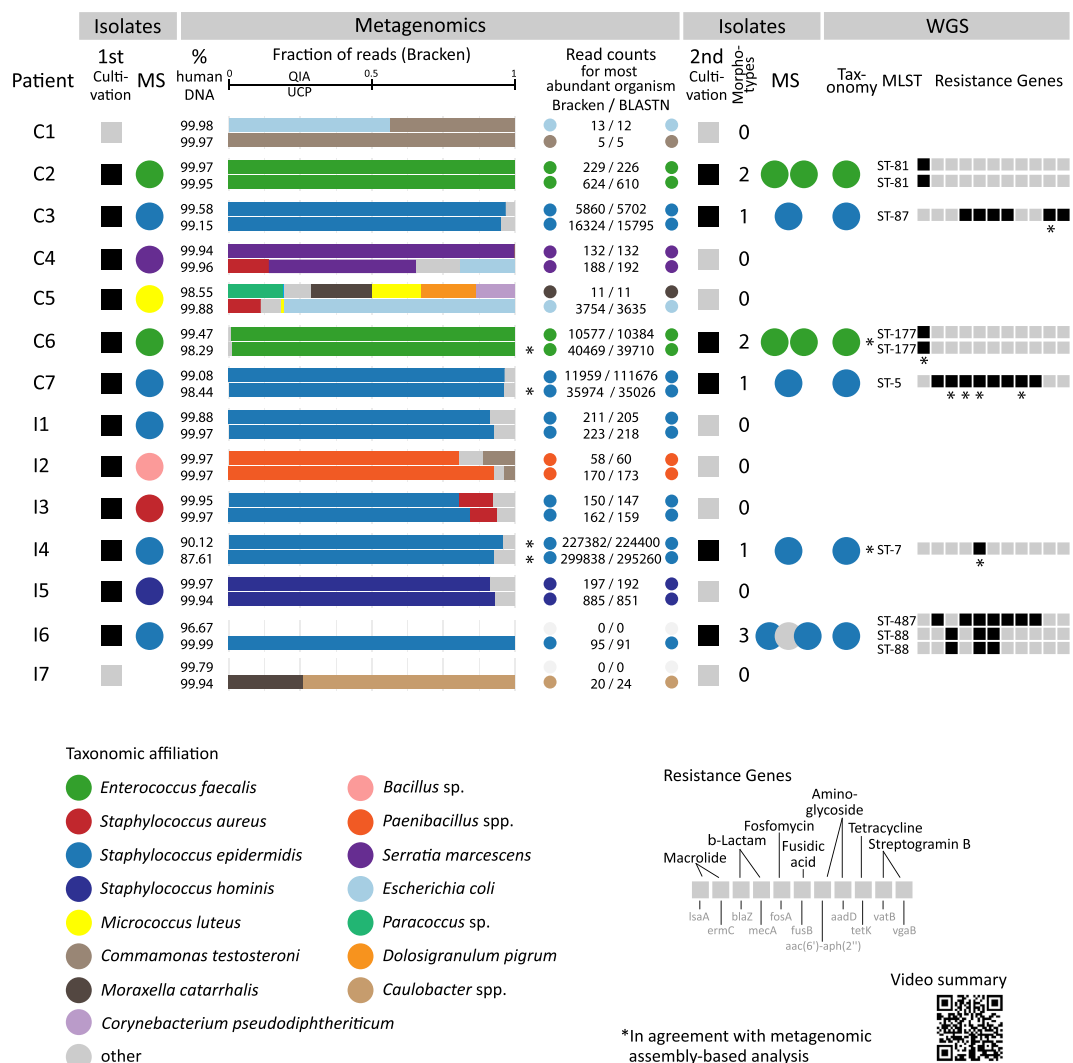 Isolates Metagenomics Isolates WGS
1st % Fraction of reads (Bracken) Read counts 2nd
Patient Culti-vation MS human DNA 0 QIA UCP 0.5 1 for most abundant organism Culti-vation Morpho-types MS Tax-onomy MLST Resistance Genes
Bracken / BLASTN
C1 99.98 13 / 12 0
99.97 5 / 5
C2 99.97 229 / 226 2 ST-81
99.95 624 / 610 ST-81
C3 99.58 5860 / 5702 1 ST-87
99.15 16324 / 15795 *
C4 99.94 132 / 132 0
99.96 188 / 192
C5 98.55 11 / 11 0
99.88 3754 / 3635
C6 99.47 10577 / 10384 2 * ST-177
98.29 * 40469 / 39710 ST-177
*
C7 99.08 11959 / 111676 1 ST-5
98.44 * 35974 / 35026 * * * *
I1 99.88 211 / 205 0
99.97 223 / 218
I2 99.97 58 / 60 0
99.97 170 / 173
I3 99.95 150 / 147 0
99.97 162 / 159
I4 90.12 * 227382/ 224400 1 * ST-7
87.61 * 299838 / 295260 *
I5 99.97 197 / 192 0
99.94 885 / 851
I6 96.67 0 / 0 3 ST-487
99.99 95 / 91 ST-88
ST-88
I7 99.79 0 / 0 0
99.94 20 / 24
Taxonomic affiliation
Enterococcus faecalis
Staphylococcus aureus
Staphylococcus epidermidis
Staphylococcus hominis
Micrococcus luteus
Commamonas testosteroni
Moraxella catarrhalis
Corynebacterium pseudodiphtheriticum
other
Bacillus sp.
Paenibacillus spp.
Serratia marcescens
Escherichia coli
Paracoccus sp.
Dolosigranulum pigrum
Caulobacter spp.
Resistance Genes
Amino-
glycoside
Fosfomycin Tetracycline
b-Lactam Fusidic Streptogramin B
Macrolide acid
lsaA blaZ fosA aadD vatB
ermC mecA fusB tetK vgaB
aac(6')-aph(2'')
Video summary
*In agreement with metagenomic
assembly-based analysis